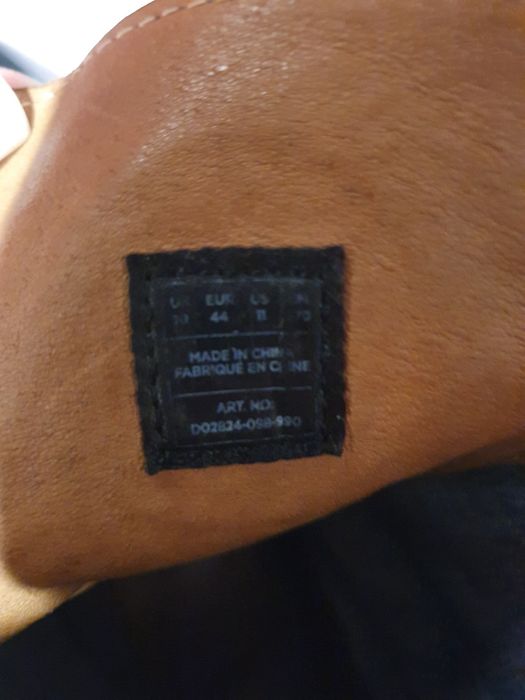 UK EUR US
44 11
MADE IN CHINA
FABRIQUÉ EN CHINE
ART. NO:
D02824-098-990